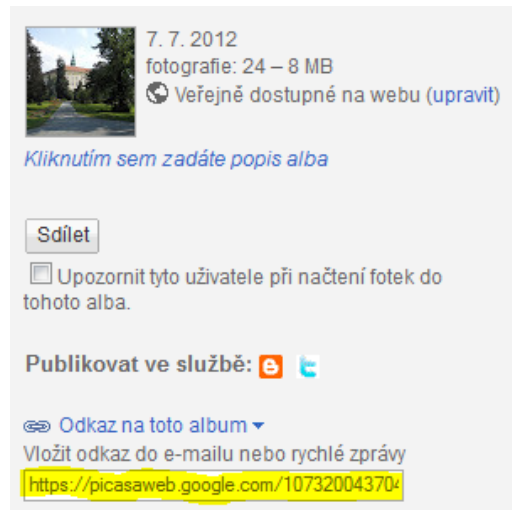 7. 7. 2012
fotografie: 24 – 8 MB
Veřejně dostupné na webu (upravit)
Kliknutím sem zadáte popis alba
Sdílet
Upozornit tyto uživatele při načtení fotek do
tohoto alba.
Publikovat ve službě:
Odkaz na toto album
Vložit odkaz do e-mailu nebo rychlé zprávy
https://picasaweb.google.com/107320043704